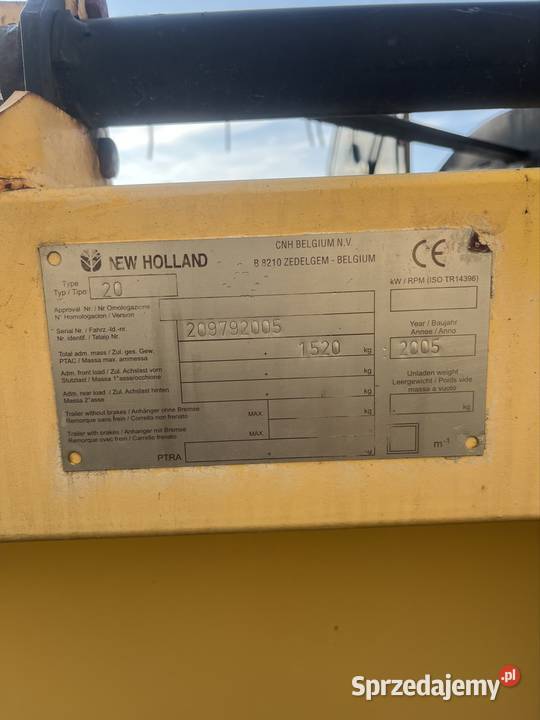 NEW HOLLAND
CNH BELGIUM N.V.
B 8210 ZEDELGEM - BELGIUM
CE
Type
Typ / Tipo
20
Approval Nr. / Nr Omologazione
N° Homologacion / Version
Serial Nr. / Fahrz.-Id.-nr.
Nr. identif. / Telaio Nr.
209792005
Total adm. mass / Zul. ges. Gew.
PTAC / Massa max. ammessa
1520 kg
Adm. front load / Zul. Achslast vorn
Stutzlast / Massa 1°asse/occhione
kg
Adm. rear load / Zul. Achslast hinten
Massa 2°asse
kg
Trailer without brakes / Anhänger ohne Bremse
Remorque sans frein / Carrello non frenato
MAX. kg
Trailer with brakes / Anhänger mit Bremse
Remorque avec frein / Carrello frenato
MAX. kg
PTRA
kW / RPM (ISO TR14396)
Year / Baujahr
Annee / Anno
2005
Unladen weight
Leergewicht / Poids vide
massa a vuoto
kg
m-1
Sprzedajemy.pl